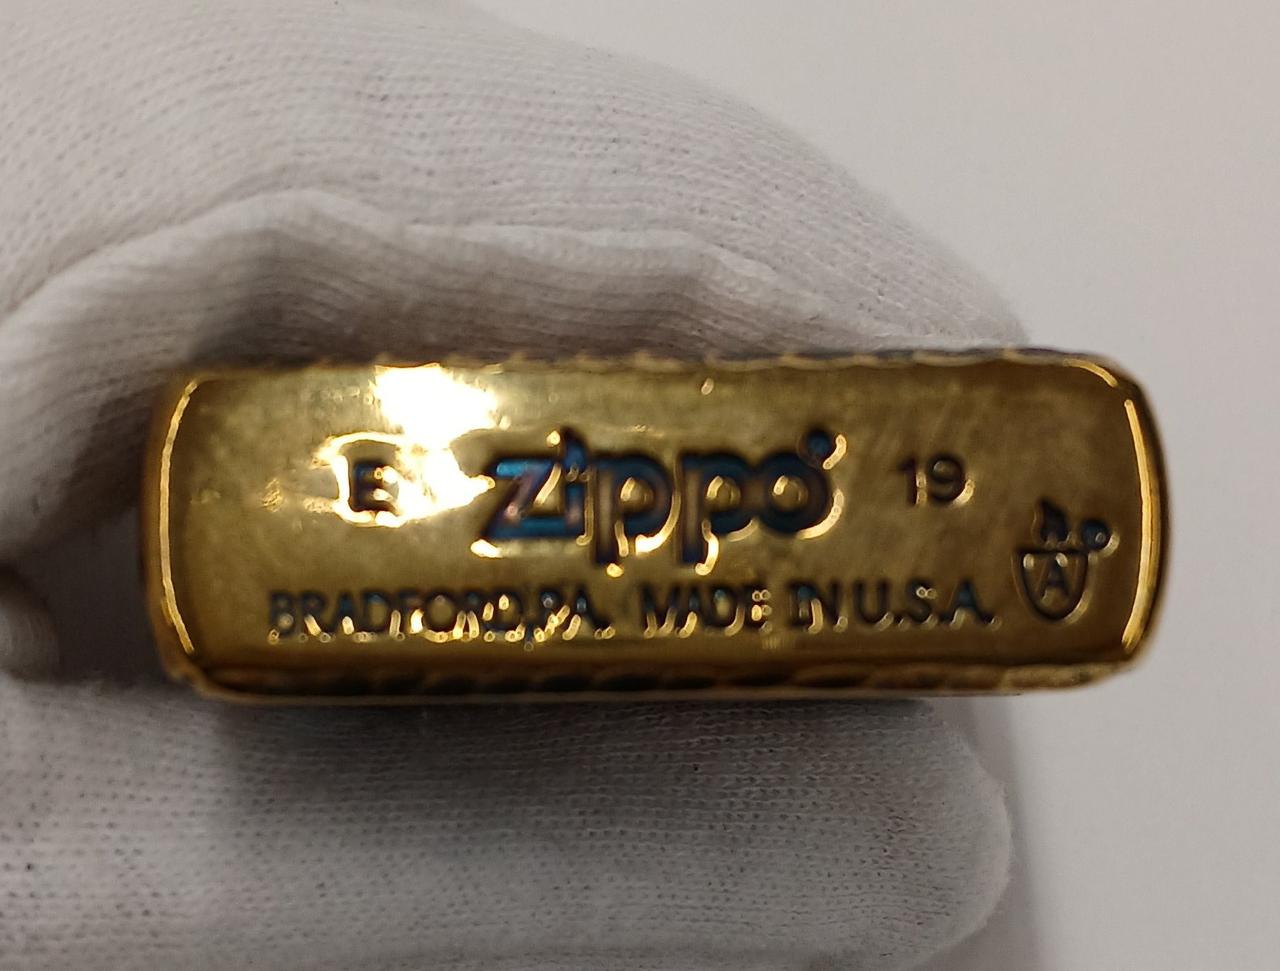 E zippo 19
A
BRADFORD,PA. MADE IN U.S.A.